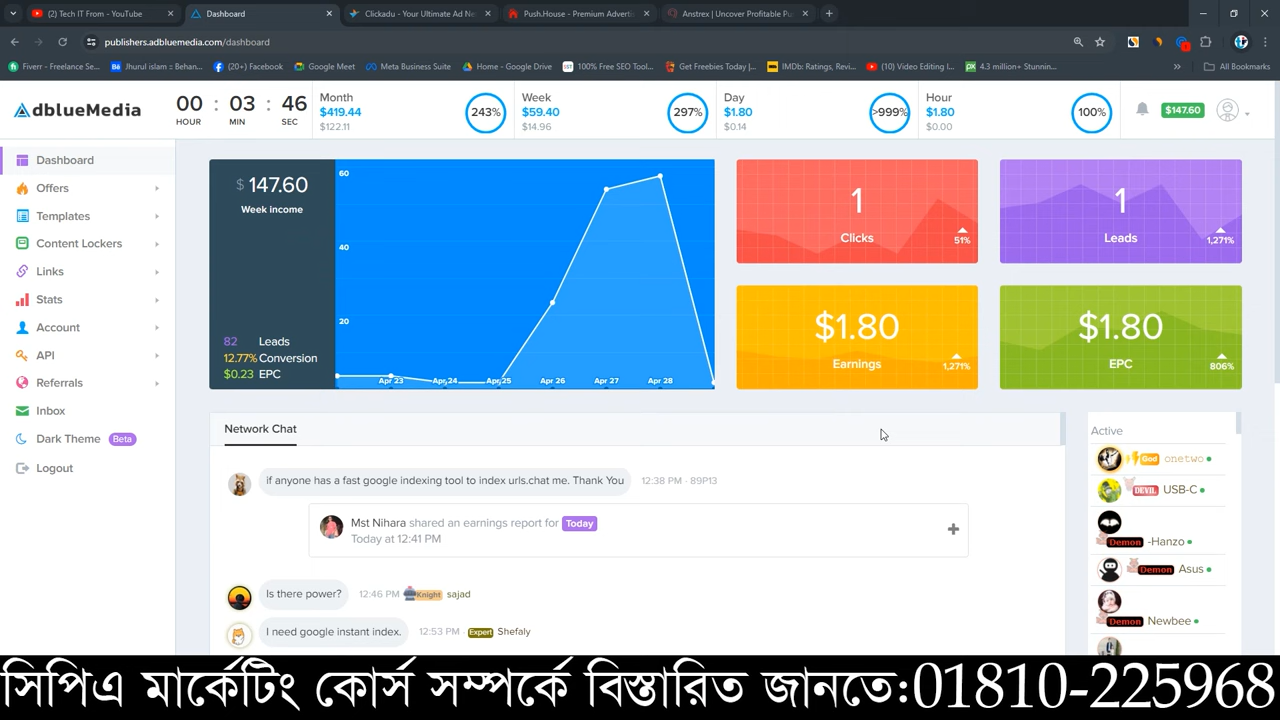 (2) Tech IT From - YouTube
Dashboard
Clickadu - Your Ultimate Ad Ne
Push.House - Premium Adverti
Anstrex | Uncover Profitable Pu
publishers.adbluemedia.com/dashboard
Fiverr - Freelance Se...
Jhurul islam :: Behan...
(20+) Facebook
Google Meet
Meta Business Suite
Home - Google Drive
100% Free SEO Tool...
Get Freebies Today |...
IMDb: Ratings, Revi...
(10) Video Editing I...
4.3 million+ Stunnin...
All Bookmarks
AdblueMedia
00 : 03 : 46
HOUR MIN SEC
Month
$419.44
$122.11
243%
Week
$59.40
$14.96
297%
Day
$1.80
$0.14
>999%
Hour
$1.80
$0.00
100%
$147.60
Dashboard
Offers
Templates
Content Lockers
Links
Stats
Account
API
Referrals
Inbox
Dark Theme Beta
Logout
$ 147.60
Week income
82 Leads
12.77% Conversion
$0.23 EPC
60
40
20
Apr 23 Apr 24 Apr 25 Apr 26 Apr 27 Apr 28
1
Clicks
51%
1
Leads
1,271%
$1.80
Earnings
1,271%
$1.80
EPC
806%
Network Chat
if anyone has a fast google indexing tool to index urls.chat me. Thank You 12:38 PM - 89P13
Mst Nihara shared an earnings report for Today
Today at 12:41 PM
Is there power? 12:46 PM - Knight sajad
I need google instant index. 12:53 PM - Expert Shefaly
Active
God onetwo
DEVIL USB-C
Demon -Hanzo
Demon Asus
Demon Newbee
সিপিএ মার্কেটিং কোর্স সম্পর্কে বিস্তারিত জানতে:01810-225968